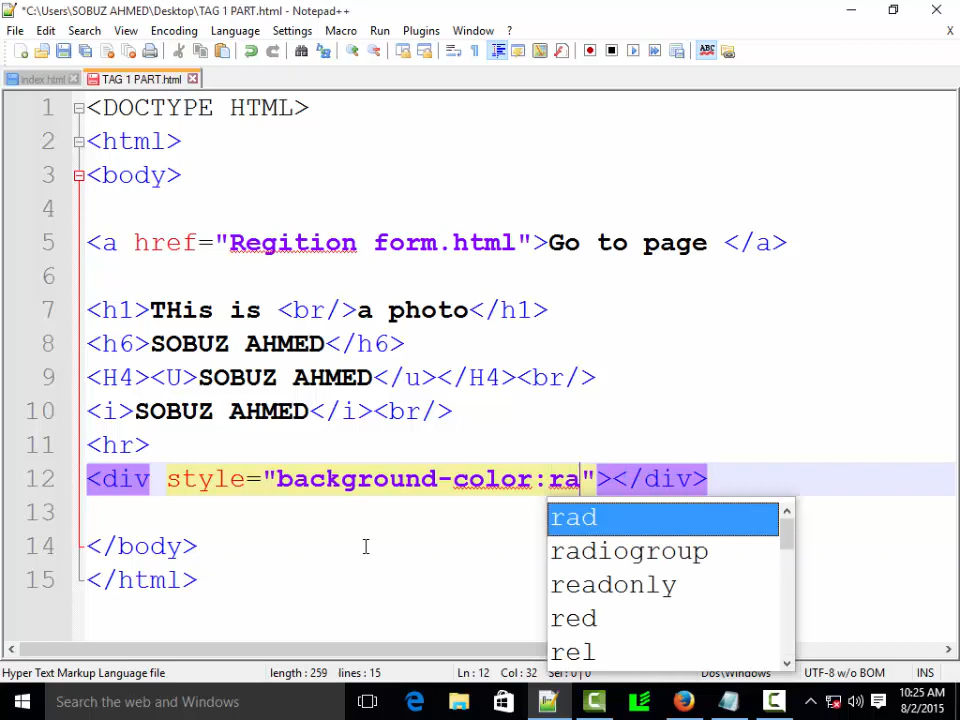 *C:\Users\SOBUZ AHMED\Desktop\TAG 1 PART.html - Notepad++
File Edit Search View Encoding Language Settings Macro Run Plugins Window ? X
index.html TAG 1 PART.html
1 <DOCTYPE HTML>
2 <html>
3 <body>
4
5 <a href="Regition form.html">Go to page </a>
6
7 <h1>THis is <br/>a photo</h1>
8 <h6>SOBUZ AHMED</h6>
9 <H4><U>SOBUZ AHMED</u></H4><br/>
10 <i>SOBUZ AHMED</i><br/>
11 <hr>
12 <div style="background-color:ra"></div>
rad
13
radiogroup
14 </body>
readonly
15 </html>
red
rel
Hyper Text Markup Language file length : 259 lines : 15 Ln : 12 Col : 32 Sel : 0 | 0 Dos\Windows UTF-8 w/o BOM INS
Search the web and Windows
10:25 AM
8/2/2015